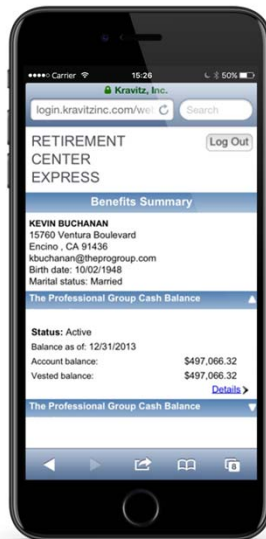 Carrier 15:26 50%
Kravitz, Inc.
login.kravitzinc.com/wel Search
RETIREMENT Log Out
CENTER
EXPRESS
Benefits Summary
KEVIN BUCHANAN
15760 Ventura Boulevard
Encino , CA 91436
kbuchanan@theprogroup.com
Birth date: 10/02/1948
Marital status: Married
The Professional Group Cash Balance
Status: Active
Balance as of: 12/31/2013
Account balance: $497,066.32
Vested balance: $497,066.32
Details
The Professional Group Cash Balance
8